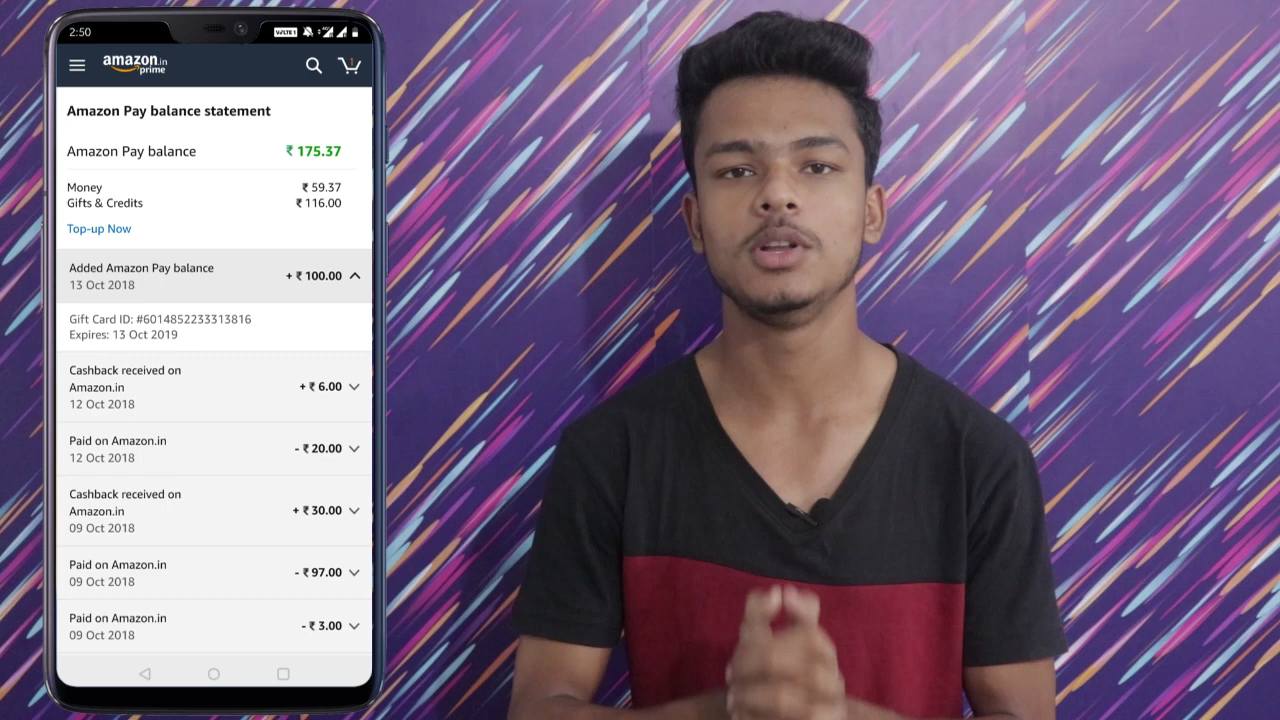 2:50
VoLTE 1
amazon.in
prime
1
Amazon Pay balance statement
Amazon Pay balance ₹ 175.37
Money ₹ 59.37
Gifts & Credits ₹ 116.00
Top-up Now
Added Amazon Pay balance
13 Oct 2018
+ ₹ 100.00
Gift Card ID: #6014852233313816
Expires: 13 Oct 2019
Cashback received on
Amazon.in
12 Oct 2018
+ ₹ 6.00
Paid on Amazon.in
12 Oct 2018
- ₹ 20.00
Cashback received on
Amazon.in
09 Oct 2018
+ ₹ 30.00
Paid on Amazon.in
09 Oct 2018
- ₹ 97.00
Paid on Amazon.in
09 Oct 2018
- ₹ 3.00